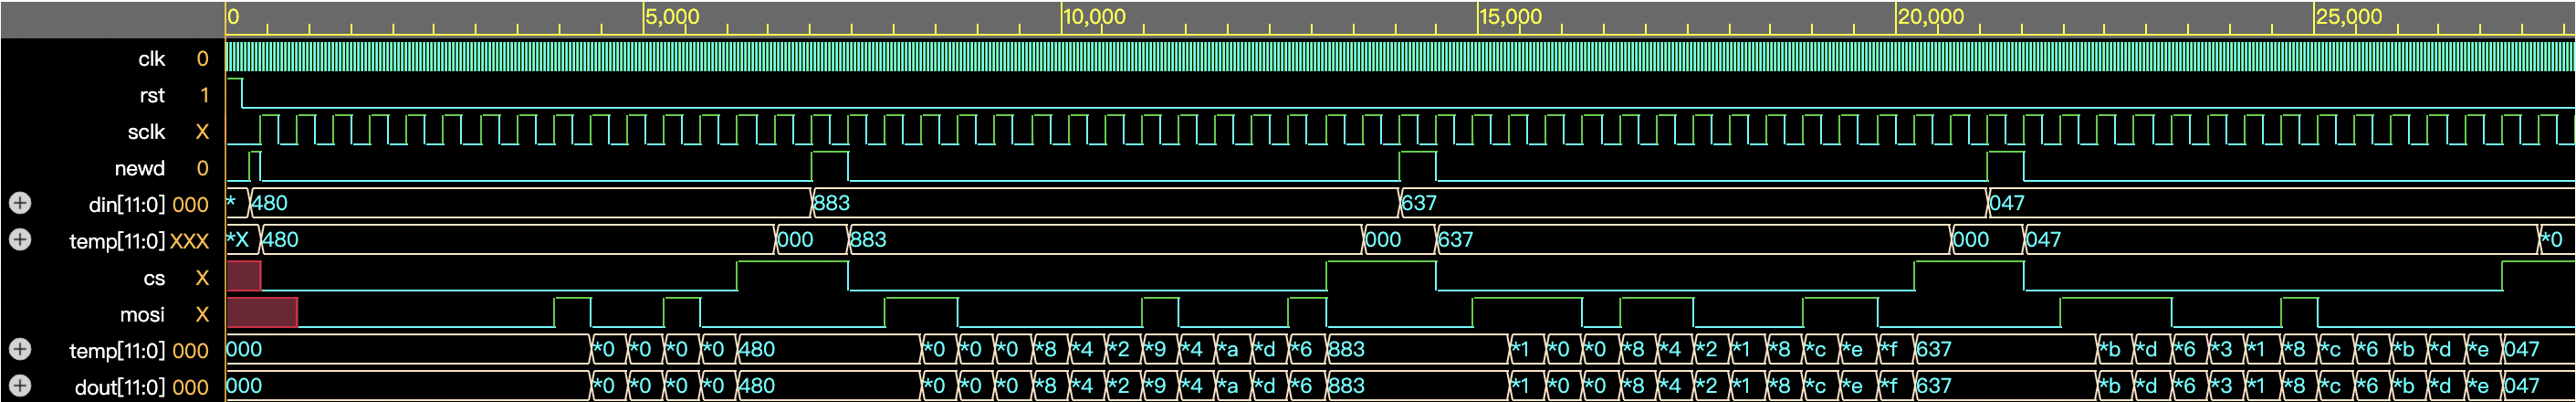 0 5,000 10,000 15,000 20,000 25,000
clk 0
rst 1
sclk X
newd 0
din[11:0] 000 * 480 883 637 047
temp[11:0] XXX *X 480 000 883 000 637 000 047 *0
cs X
mosi X
temp[11:0] 000 000 *0 *0 *0 *0 480 *0 *0 *0 *8 *4 *2 *9 *4 *a *d *6 883 *1 *0 *0 *8 *4 *2 *1 *8 *c *e *f 637 *b *d *6 *3 *1 *8 *c *6 *b *d *e 047
dout[11:0] 000 000 *0 *0 *0 *0 480 *0 *0 *0 *8 *4 *2 *9 *4 *a *d *6 883 *1 *0 *0 *8 *4 *2 *1 *8 *c *e *f 637 *b *d *6 *3 *1 *8 *c *6 *b *d *e 047